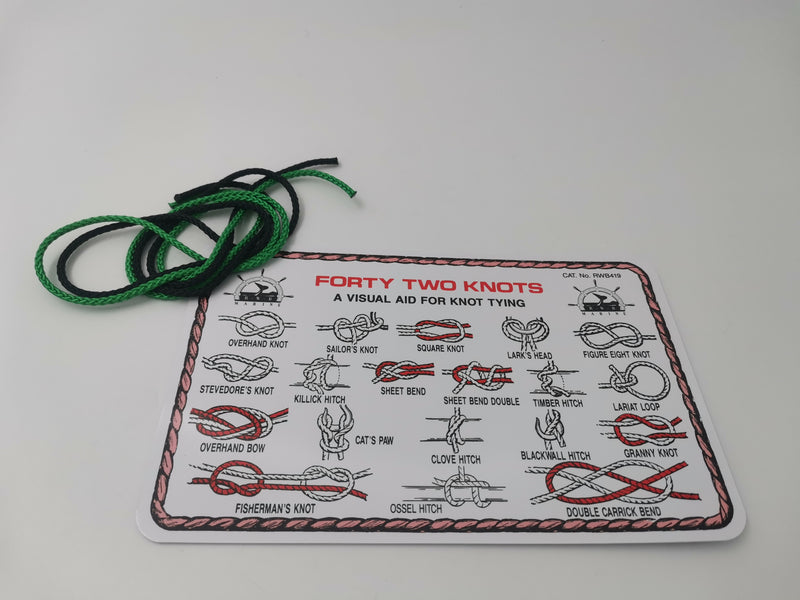 CAT. No. RWB419
FORTY TWO KNOTS
A VISUAL AID FOR KNOT TYING
MARINE
MARINE
OVERHAND KNOT
SAILOR'S KNOT
SQUARE KNOT
LARK'S HEAD
FIGURE EIGHT KNOT
STEVEDORE'S KNOT
KILLICK HITCH
SHEET BEND
SHEET BEND DOUBLE
TIMBER HITCH
LARIAT LOOP
OVERHAND BOW
CAT'S PAW
CLOVE HITCH
BLACKWALL HITCH
GRANNY KNOT
FISHERMAN'S KNOT
OSSEL HITCH
DOUBLE CARRICK BEND